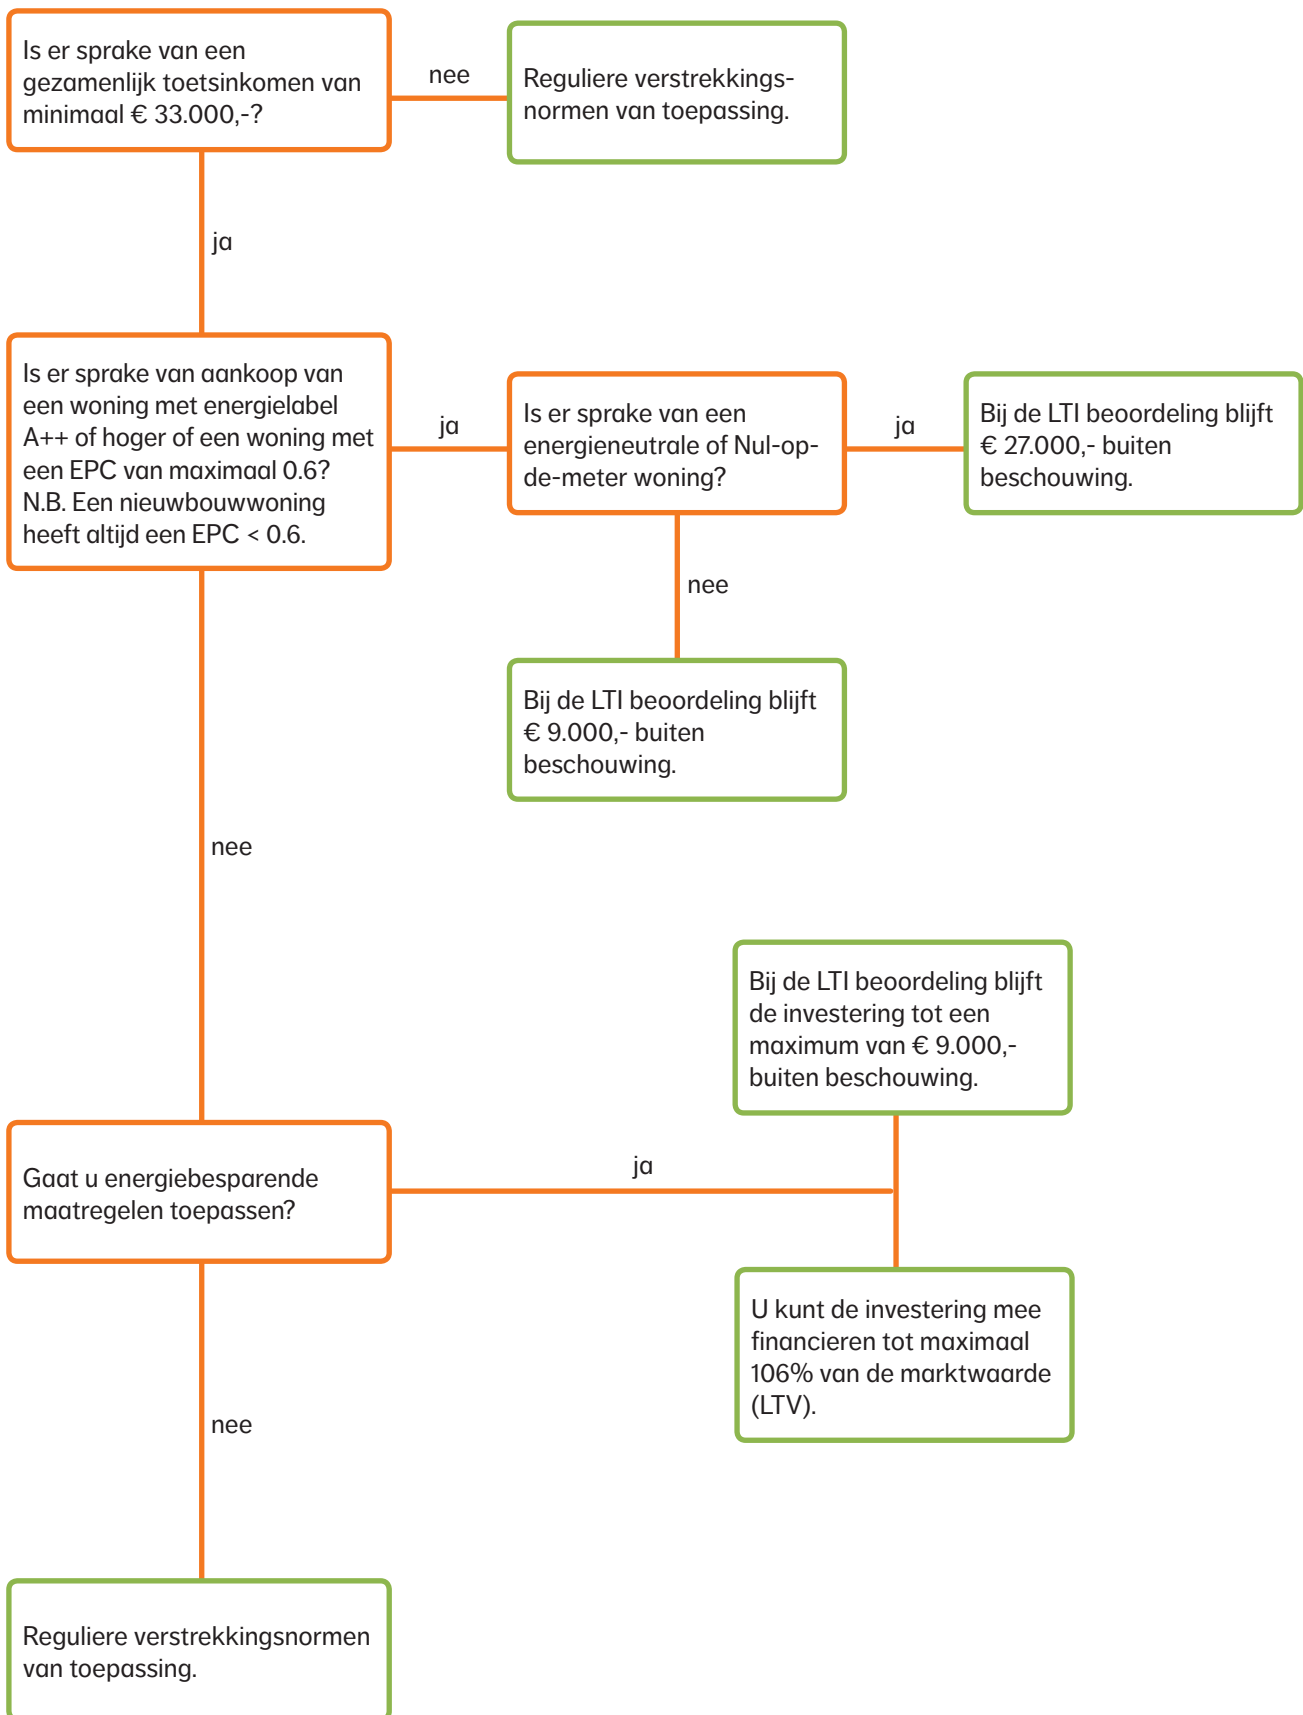 Is er sprake van een
gezamenlijk toetsinkomen van
minimaal € 33.000,-?
nee
Reguliere verstrekkings-
normen van toepassing.
ja
Is er sprake van aankoop van
een woning met energielabel
A++ of hoger of een woning met
een EPC van maximaal 0.6?
N.B. Een nieuwbouwwoning
heeft altijd een EPC < 0.6.
ja
Is er sprake van een
energieneutrale of Nul-op-
de-meter woning?
ja
Bij de LTI beoordeling blijft
€ 27.000,- buiten
beschouwing.
nee
Bij de LTI beoordeling blijft
€ 9.000,- buiten
beschouwing.
nee
Bij de LTI beoordeling blijft
de investering tot een
maximum van € 9.000,-
buiten beschouwing.
Gaat u energiebesparende
maatregelen toepassen?
ja
U kunt de investering mee
financieren tot maximaal
106% van de marktwaarde
(LTV).
nee
Reguliere verstrekkingsnormen
van toepassing.